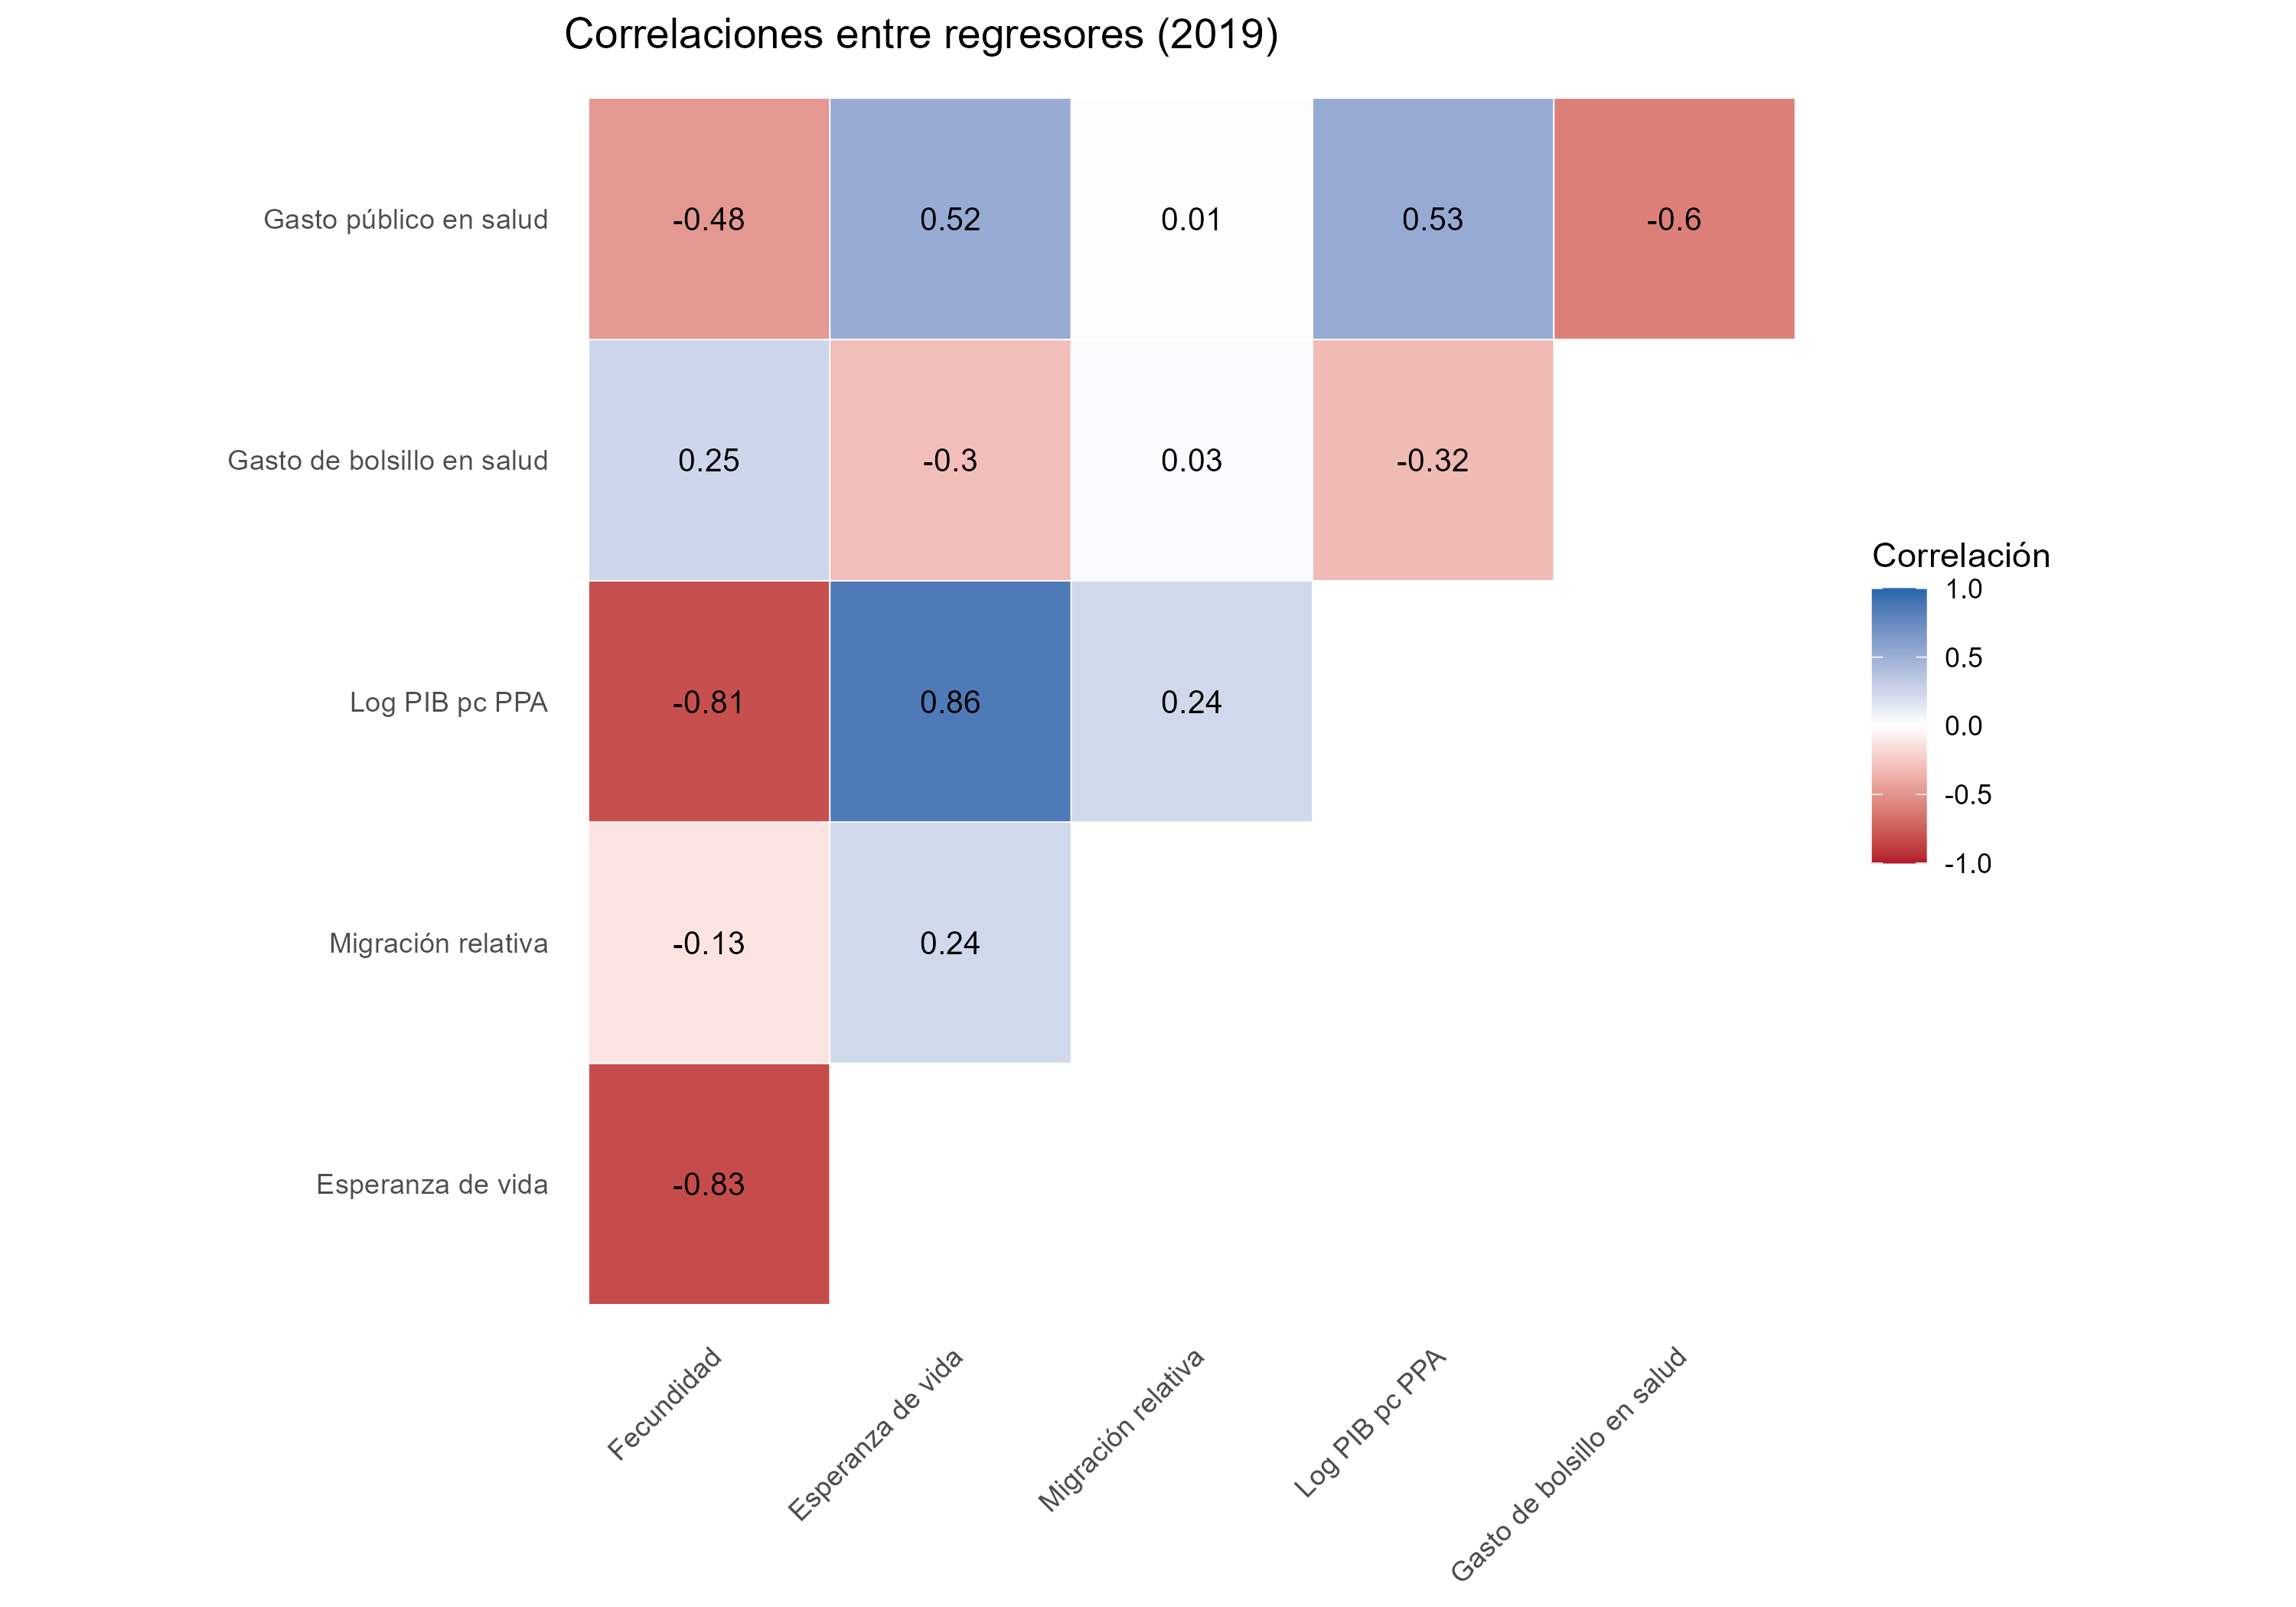 Correlaciones entre regresores (2019)
Gasto público en salud
-0.48
0.52
0.01
0.53
-0.6
Gasto de bolsillo en salud
0.25
-0.3
0.03
-0.32
Log PIB pc PPA
-0.81
0.86
0.24
Migración relativa
-0.13
0.24
Esperanza de vida
-0.83
Fecundidad
Esperanza de vida
Migración relativa
Log PIB pc PPA
Gasto de bolsillo en salud
Correlación
1.0
0.5
0.0
-0.5
-1.0